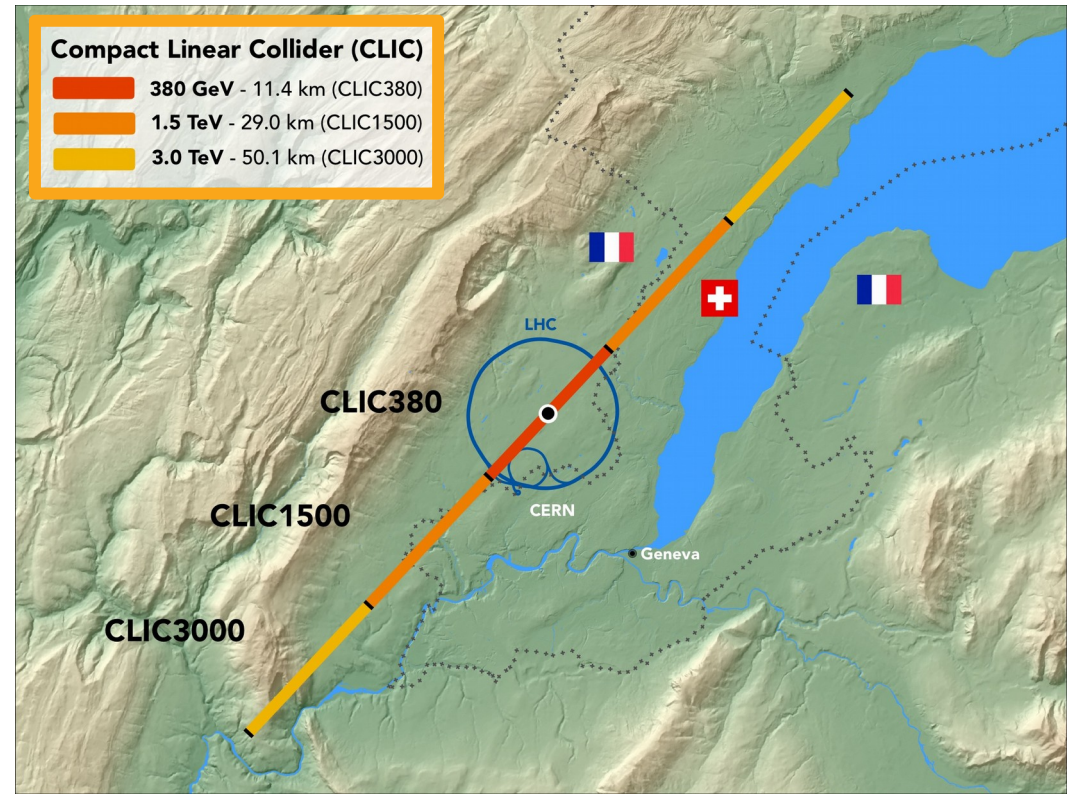 Compact Linear Collider (CLIC)
380 GeV - 11.4 km (CLIC380)
1.5 TeV - 29.0 km (CLIC1500)
3.0 TeV - 50.1 km (CLIC3000)
LHC
CLIC380
CERN
CLIC1500
Geneva
CLIC3000